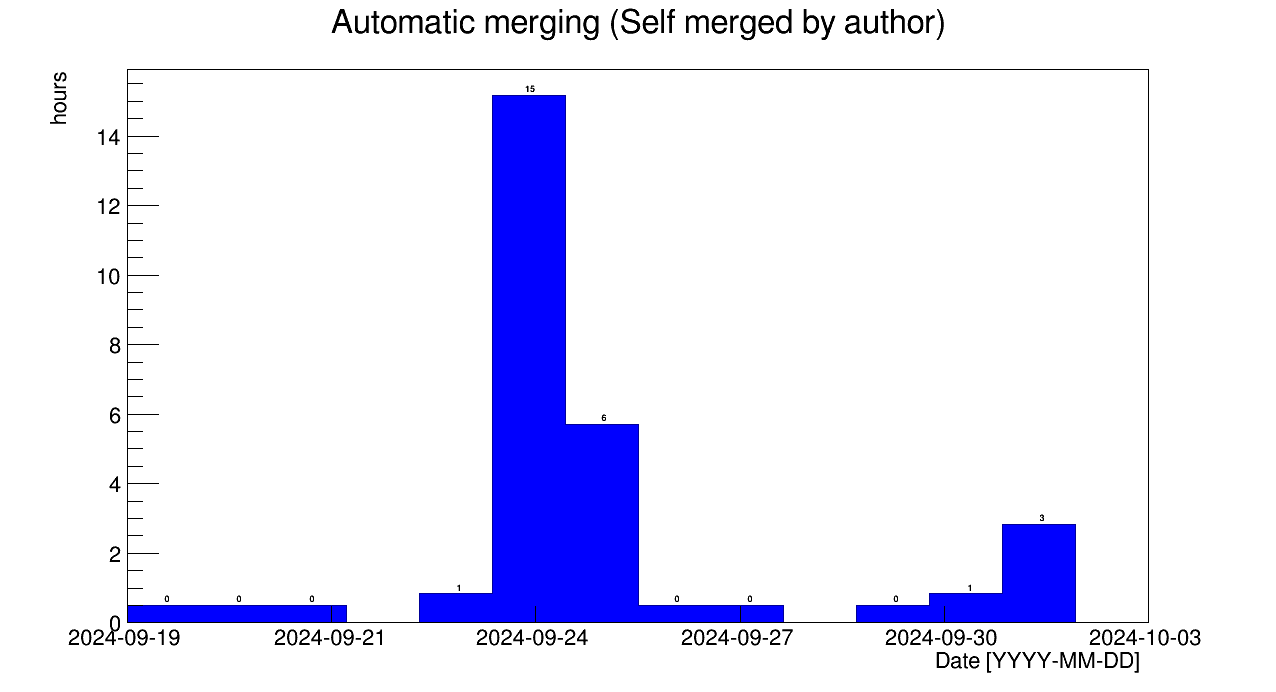 Automatic merging (Self merged by author)
hours
14
12
10
8
6
4
2
0
0 0 0 1 15 6 0 0 0 1 3
2024-09-19 2024-09-21 2024-09-24 2024-09-27 2024-09-30 2024-10-03
Date [YYYY-MM-DD]